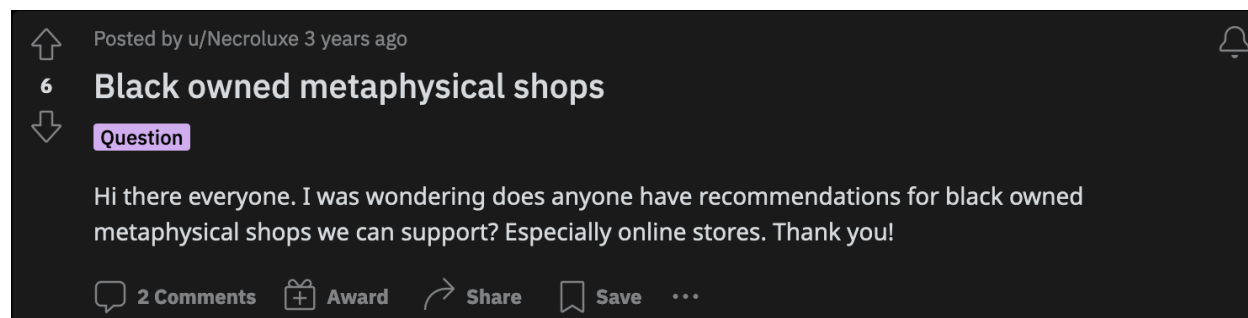 Posted by u/Necroluxe 3 years ago
6
Black owned metaphysical shops
Question
Hi there everyone. I was wondering does anyone have recommendations for black owned
metaphysical shops we can support? Especially online stores. Thank you!
2 Comments Award Share Save ···